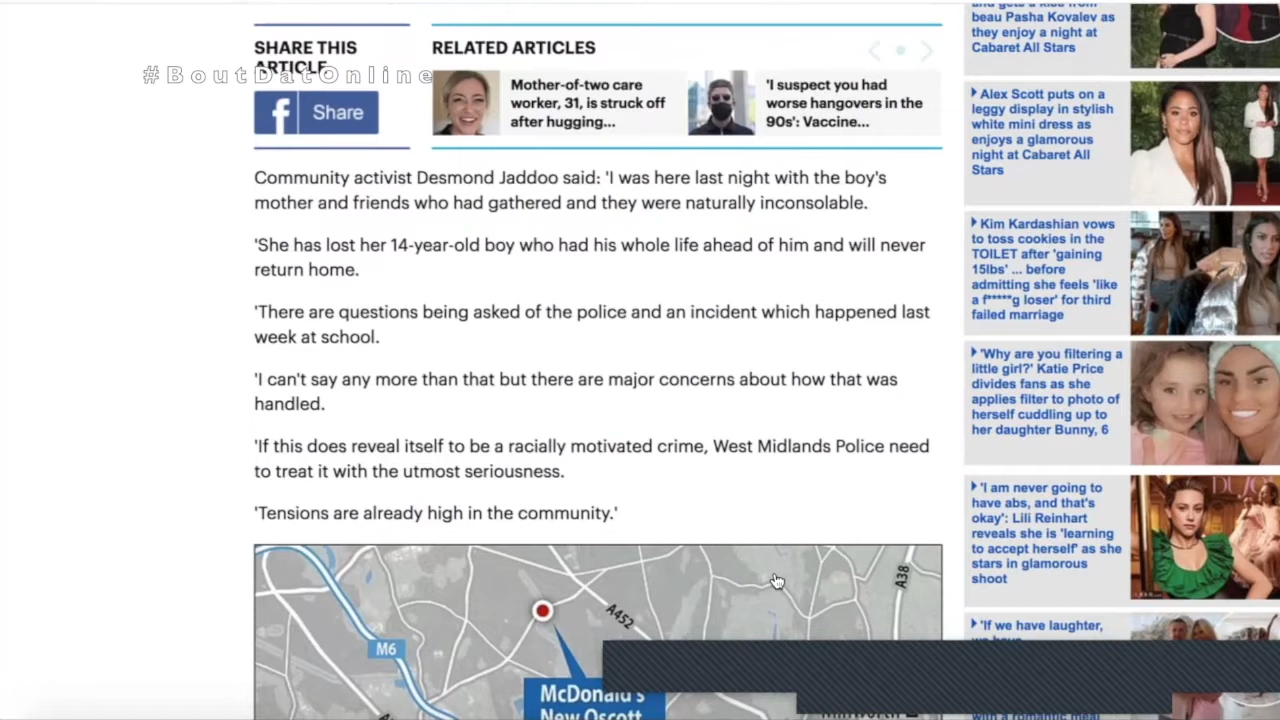 SHARE THIS
ARTICLE
#BoutDatOnline
Share
RELATED ARTICLES
Mother-of-two care
worker, 31, is struck off
after hugging...
'I suspect you had
worse hangovers in the
90s': Vaccine...
Community activist Desmond Jaddoo said: 'I was here last night with the boy's
mother and friends who had gathered and they were naturally inconsolable.
'She has lost her 14-year-old boy who had his whole life ahead of him and will never
return home.
'There are questions being asked of the police and an incident which happened last
week at school.
'I can't say any more than that but there are major concerns about how that was
handled.
'If this does reveal itself to be a racially motivated crime, West Midlands Police need
to treat it with the utmost seriousness.
'Tensions are already high in the community.'
A38
A452
M6
McDonald's
New Oscott
beau Pasha Kovalev as
they enjoy a night at
Cabaret All Stars
Alex Scott puts on a
leggy display in stylish
white mini dress as
enjoys a glamorous
night at Cabaret All
Stars
Kim Kardashian vows
to toss cookies in the
TOILET after 'gaining
15lbs' ... before
admitting she feels 'like
a f*****g loser' for third
failed marriage
'Why are you filtering a
little girl?' Katie Price
divides fans as she
applies filter to photo of
herself cuddling up to
her daughter Bunny, 6
'I am never going to
have abs, and that's
okay': Lili Reinhart
reveals she is 'learning
to accept herself' as she
stars in glamorous
shoot
'If we have laughter,